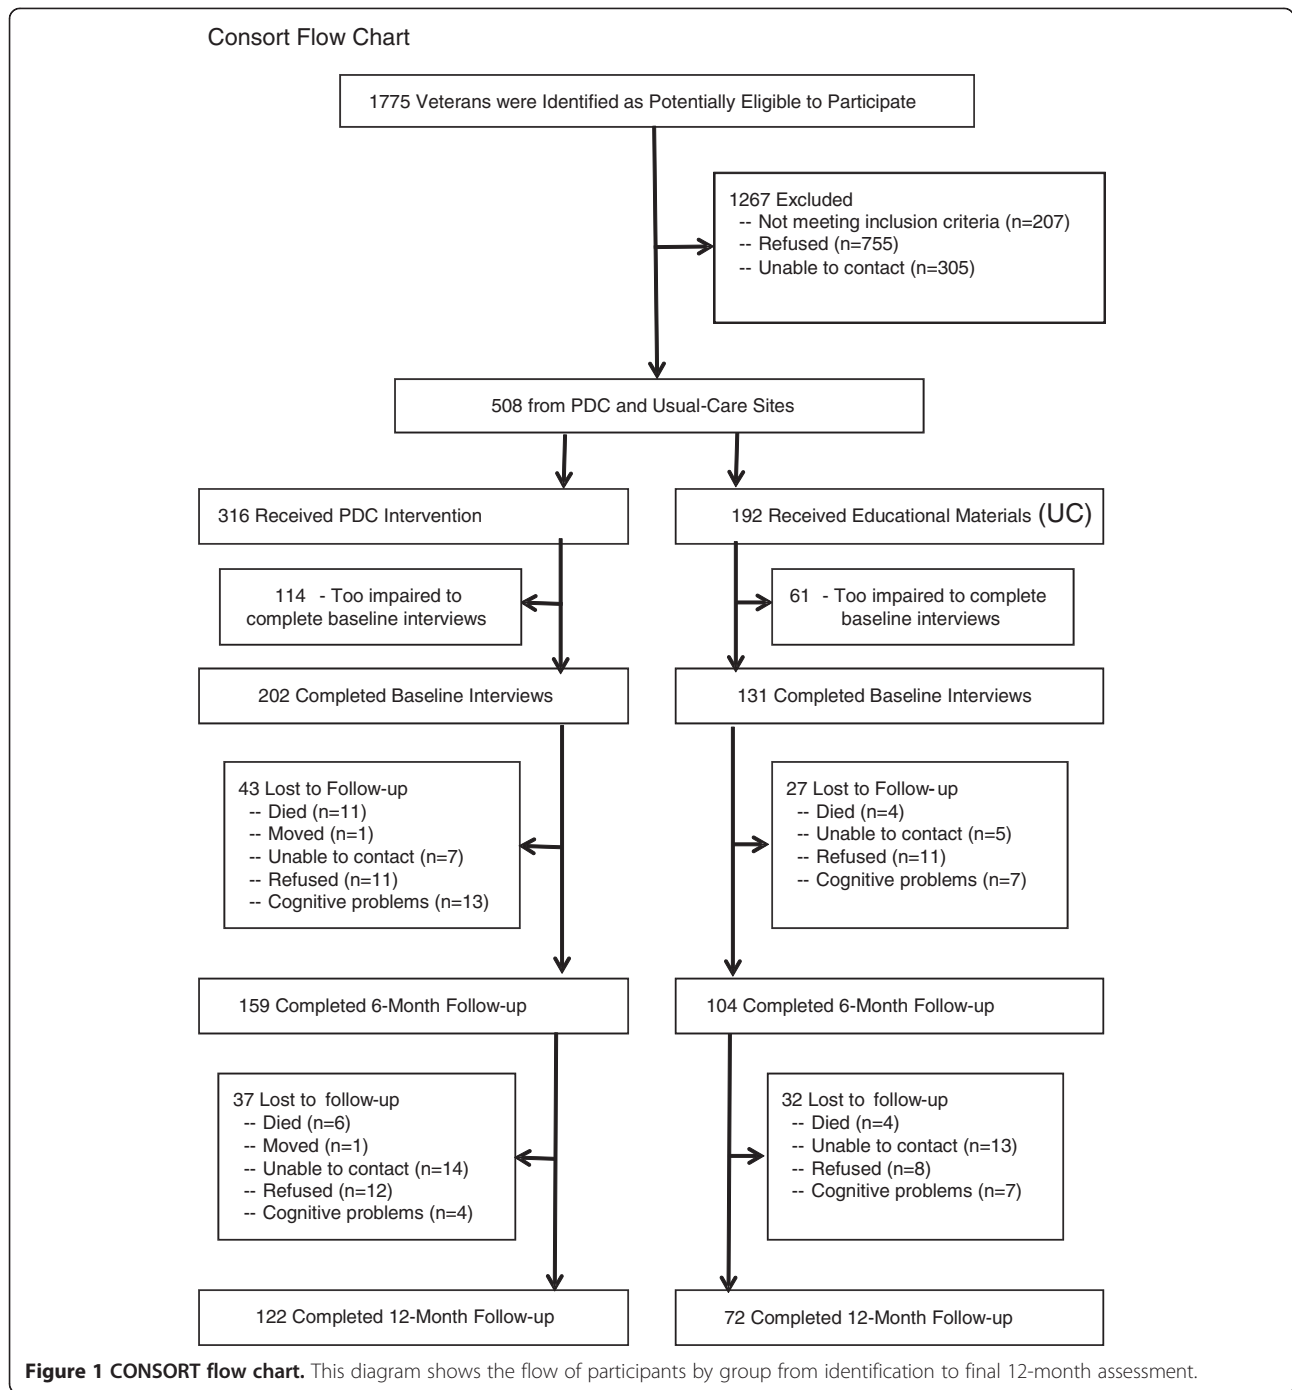 Consort Flow Chart
1775 Veterans were Identified as Potentially Eligible to Participate
1267 Excluded
-- Not meeting inclusion criteria (n=207)
-- Refused (n=755)
-- Unable to contact (n=305)
508 from PDC and Usual-Care Sites
316 Received PDC Intervention
192 Received Educational Materials (UC)
114 - Too impaired to
complete baseline interviews
61 - Too impaired to complete
baseline interviews
202 Completed Baseline Interviews
131 Completed Baseline Interviews
43 Lost to Follow-up
-- Died (n=11)
-- Moved (n=1)
-- Unable to contact (n=7)
-- Refused (n=11)
-- Cognitive problems (n=13)
27 Lost to Follow-up
-- Died (n=4)
-- Unable to contact (n=5)
-- Refused (n=11)
-- Cognitive problems (n=7)
159 Completed 6-Month Follow-up
104 Completed 6-Month Follow-up
37 Lost to follow-up
-- Died (n=6)
-- Moved (n=1)
-- Unable to contact (n=14)
-- Refused (n=12)
-- Cognitive problems (n=4)
32 Lost to follow-up
-- Died (n=4)
-- Unable to contact (n=13)
-- Refused (n=8)
-- Cognitive problems (n=7)
122 Completed 12-Month Follow-up
72 Completed 12-Month Follow-up
Figure 1 CONSORT flow chart. This diagram shows the flow of participants by group from identification to final 12-month assessment.